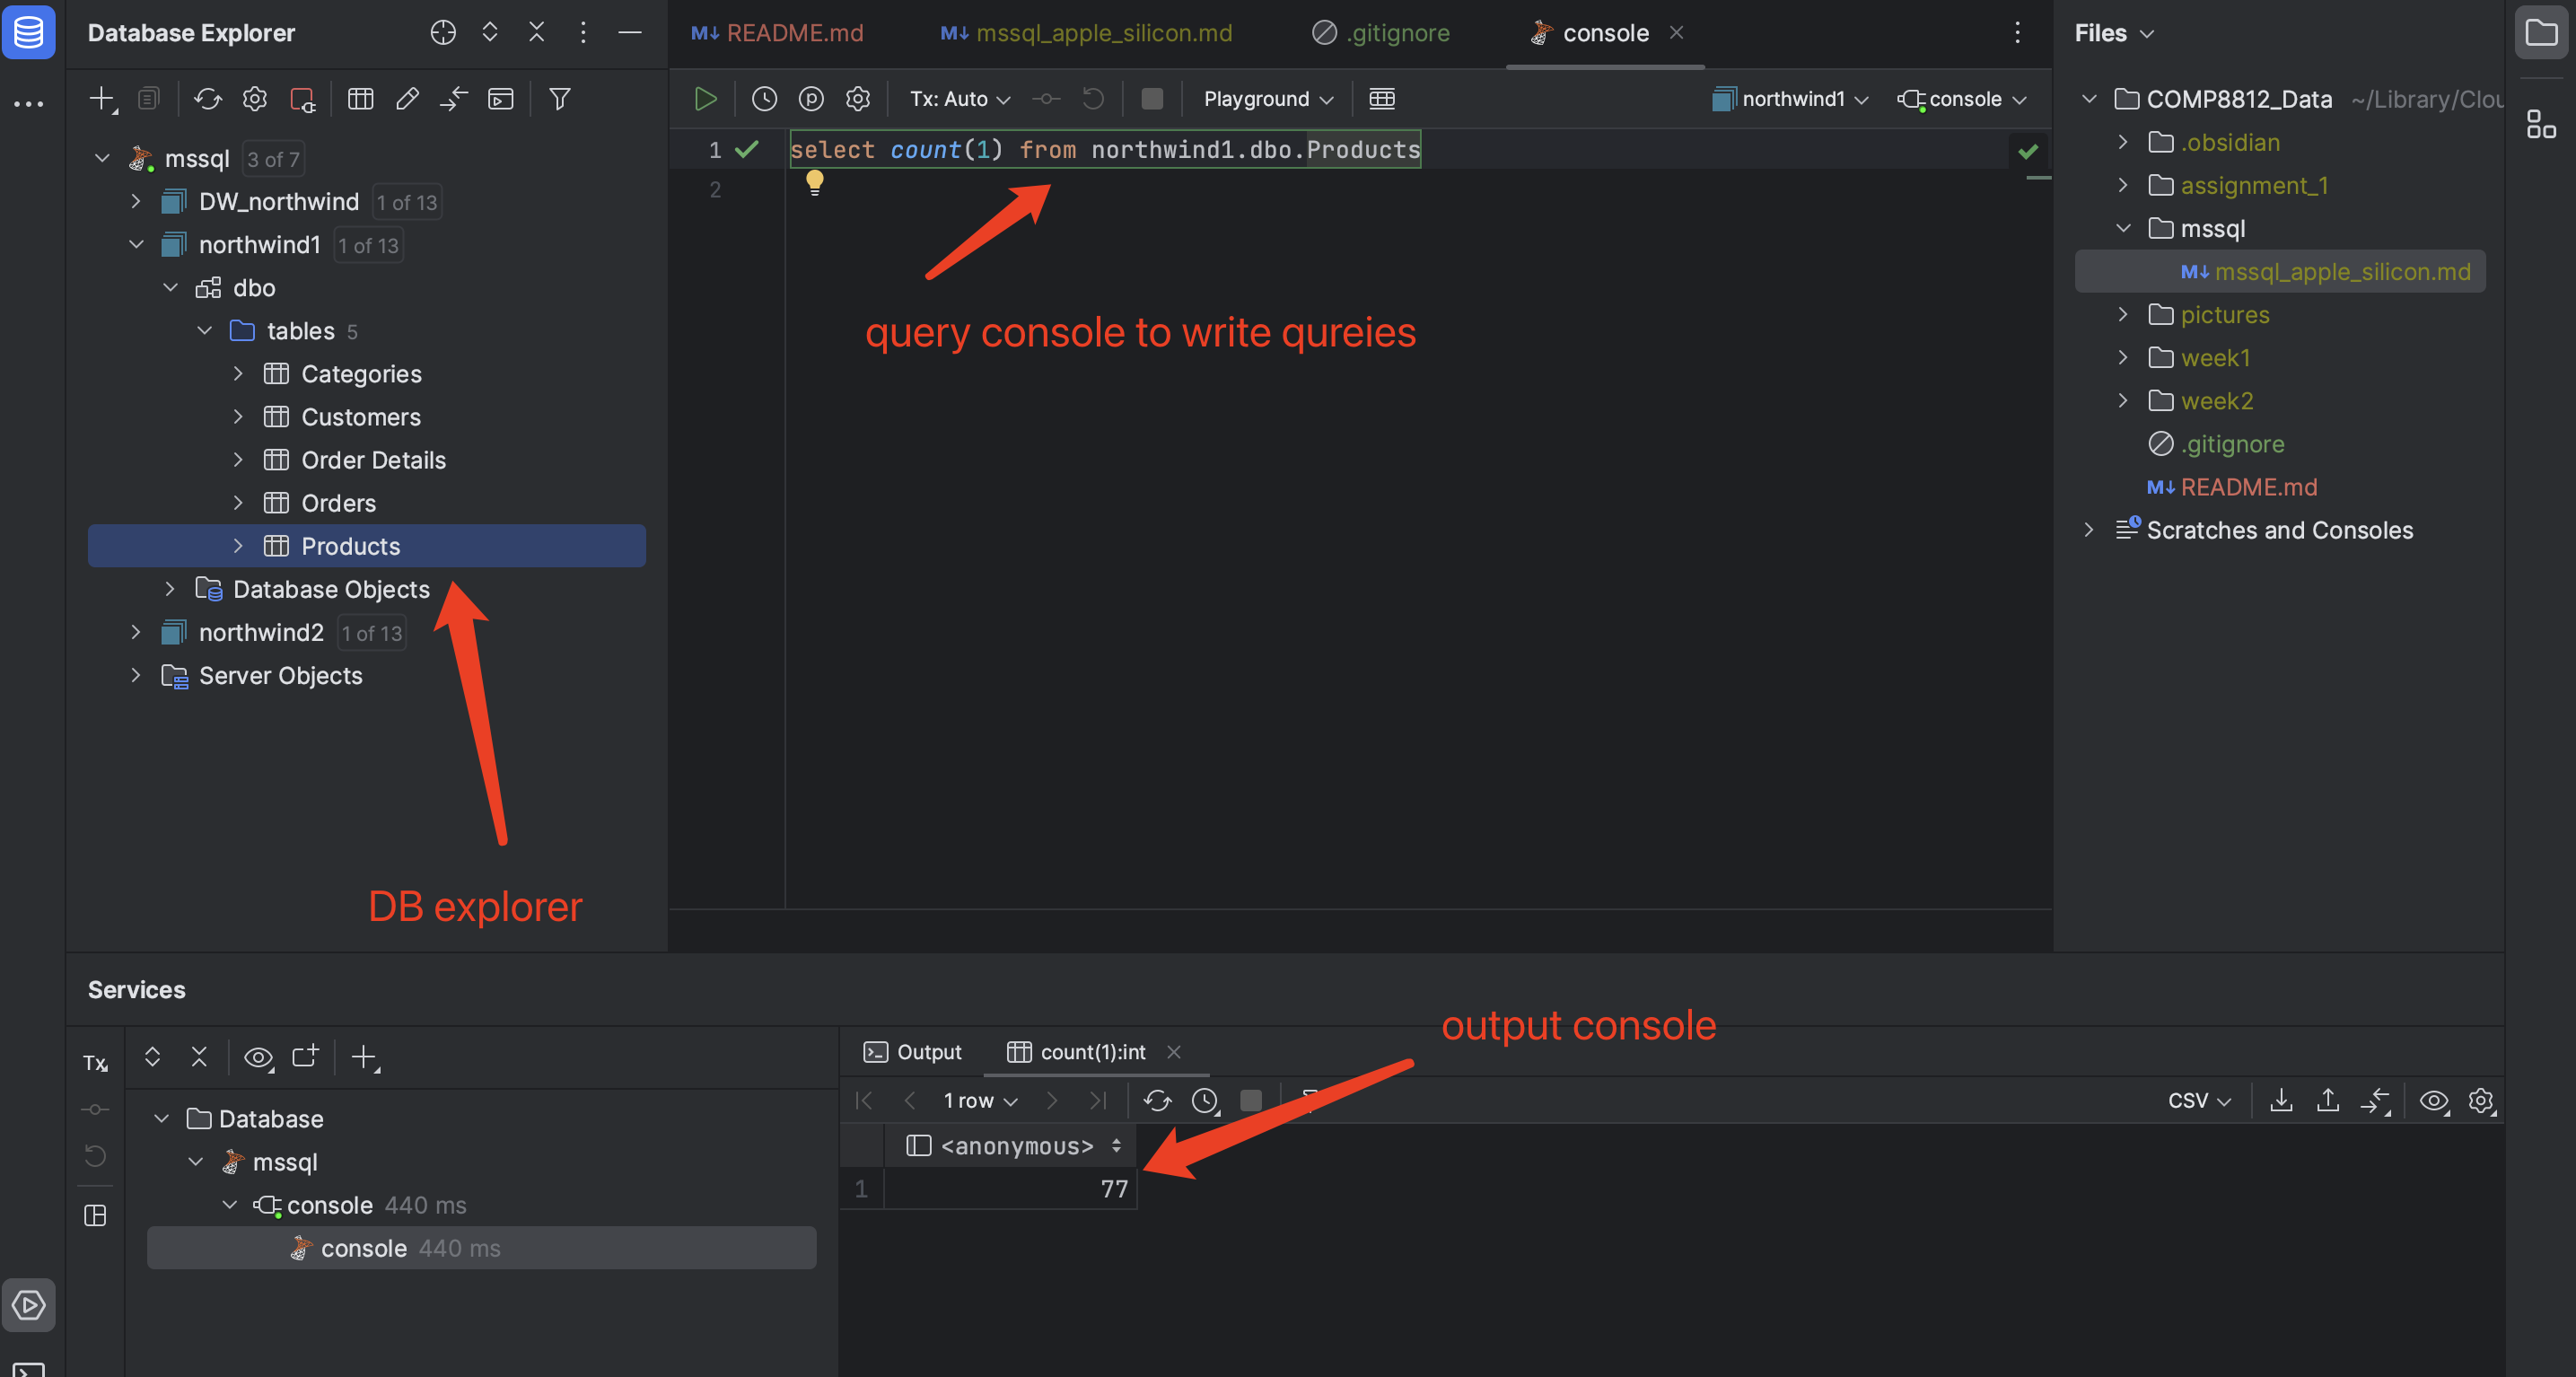 Database Explorer
mssql 3 of 7
DW_northwind 1 of 13
northwind1 1 of 13
dbo
tables 5
Categories
Customers
Order Details
Orders
Products
Database Objects
northwind2 1 of 13
Server Objects
DB explorer
M↓ README.md
M↓ mssql_apple_silicon.md
.gitignore
console
Tx: Auto
Playground
northwind1
console
1 select count(1) from northwind1.dbo.Products
2
query console to write qureies
Files
COMP8812_Data ~/Library/Clou
.obsidian
assignment_1
mssql
M↓ mssql_apple_silicon.md
pictures
week1
week2
.gitignore
M↓ README.md
Scratches and Consoles
Services
Tx
Database
mssql
console 440 ms
console 440 ms
output console
Output
count(1):int
1 row
CSV
<anonymous>
1 77